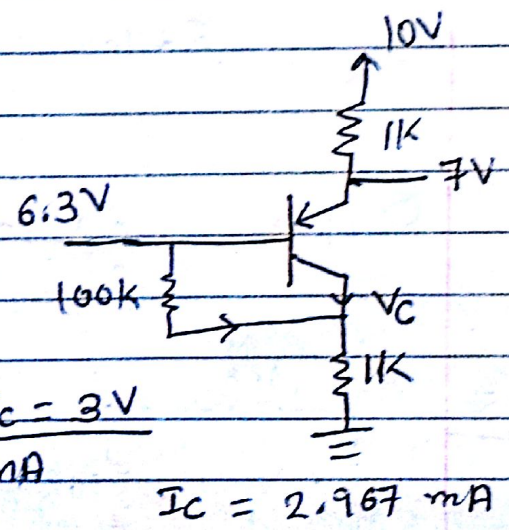 10V
1K
7V
6.3V
100k
Vc
1K
c = 3V
mA
Ic = 2.967 mA